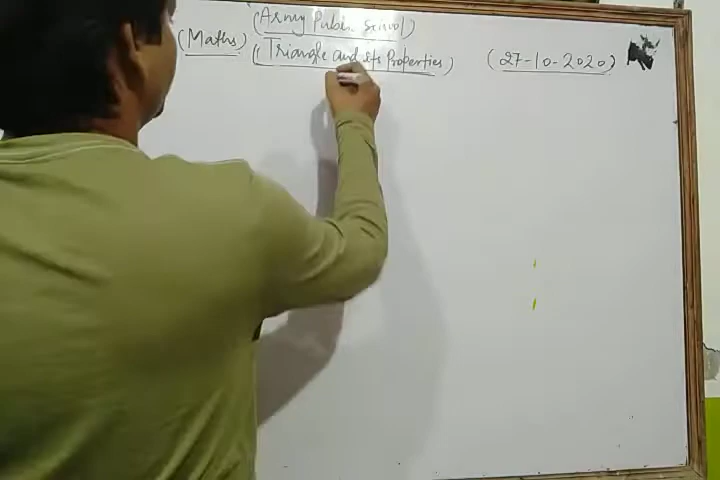 (Army Public School)
(Maths) (Triangle and its Properties) (27-10-2020)